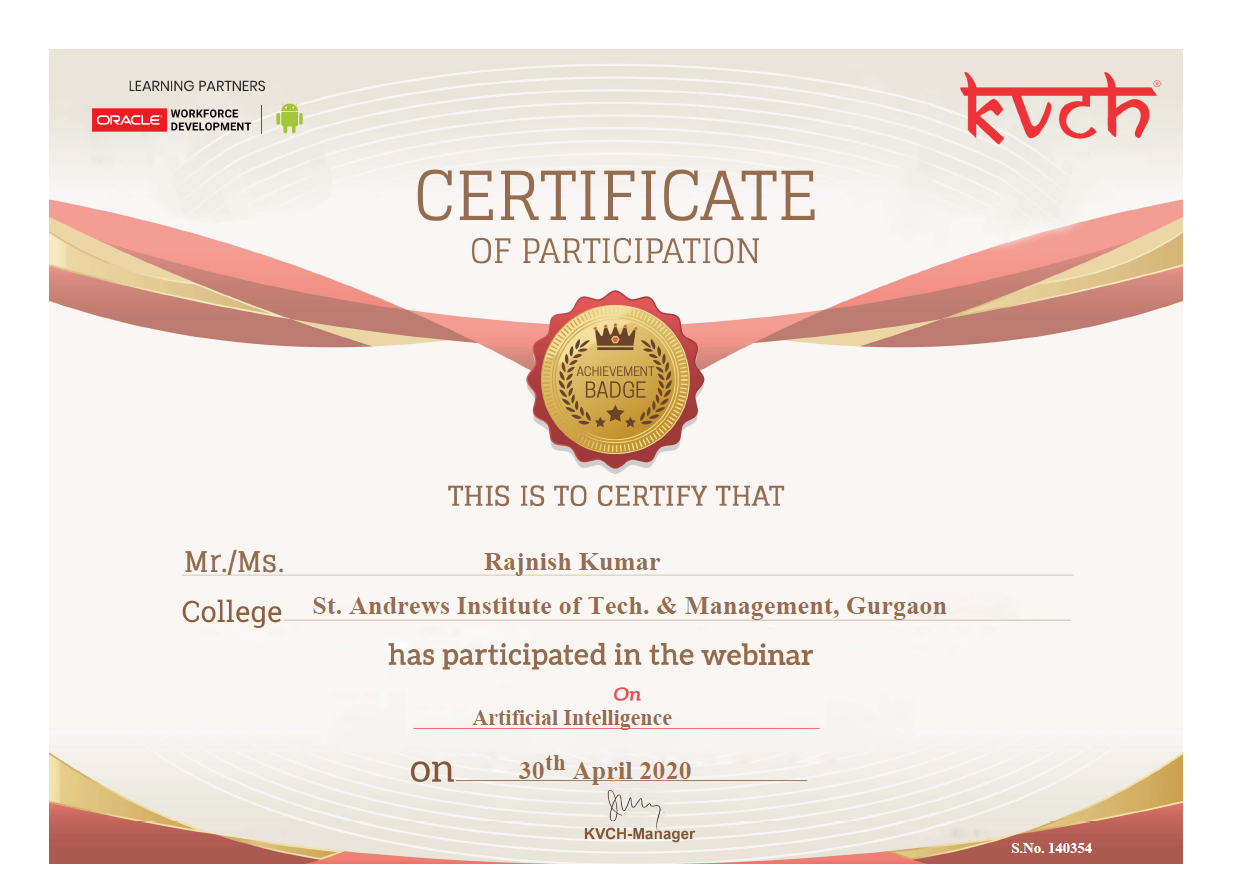 LEARNING PARTNERS
ORACLE WORKFORCE DEVELOPMENT
kvch®
CERTIFICATE
OF PARTICIPATION
ACHIEVEMENT
BADGE
THIS IS TO CERTIFY THAT
Mr./Ms. Rajnish Kumar
College St. Andrews Institute of Tech. & Management, Gurgaon
has participated in the webinar
On
Artificial Intelligence
on 30th April 2020
KVCH-Manager
S.No. 140354